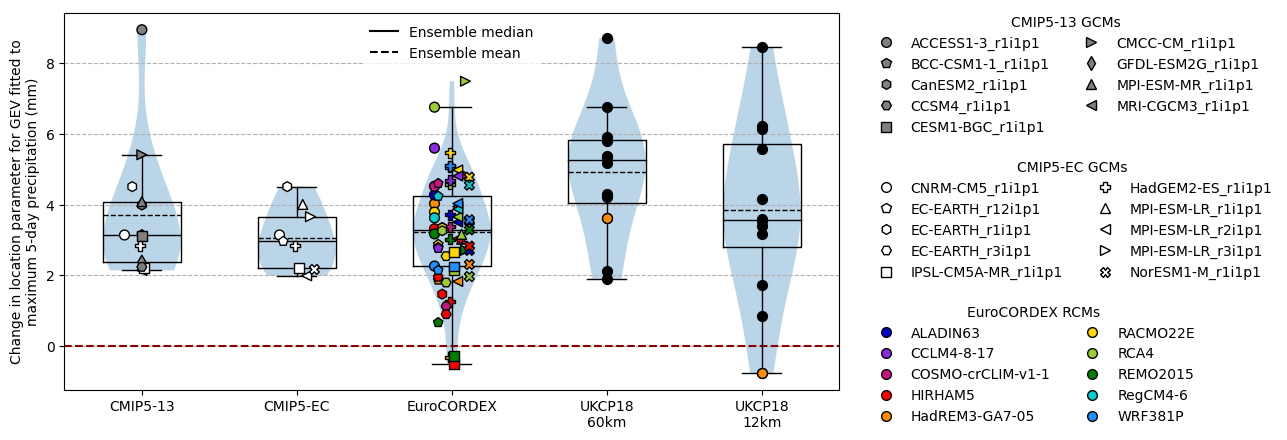 Change in location parameter for GEV fitted to
maximum 5-day precipitation (mm)
8
6
4
2
0
Ensemble median
Ensemble mean
CMIP5-13
CMIP5-EC
EuroCORDEX
UKCP18
60km
UKCP18
12km
CMIP5-13 GCMs
ACCESS1-3_r1i1p1
BCC-CSM1-1_r1i1p1
CanESM2_r1i1p1
CCSM4_r1i1p1
CESM1-BGC_r1i1p1
CMCC-CM_r1i1p1
GFDL-ESM2G_r1i1p1
MPI-ESM-MR_r1i1p1
MRI-CGCM3_r1i1p1
CMIP5-EC GCMs
CNRM-CM5_r1i1p1
EC-EARTH_r12i1p1
EC-EARTH_r1i1p1
EC-EARTH_r3i1p1
IPSL-CM5A-MR_r1i1p1
HadGEM2-ES_r1i1p1
MPI-ESM-LR_r1i1p1
MPI-ESM-LR_r2i1p1
MPI-ESM-LR_r3i1p1
NorESM1-M_r1i1p1
EuroCORDEX RCMs
ALADIN63
CCLM4-8-17
COSMO-crCLIM-v1-1
HIRHAM5
HadREM3-GA7-05
RACMO22E
RCA4
REMO2015
RegCM4-6
WRF381P